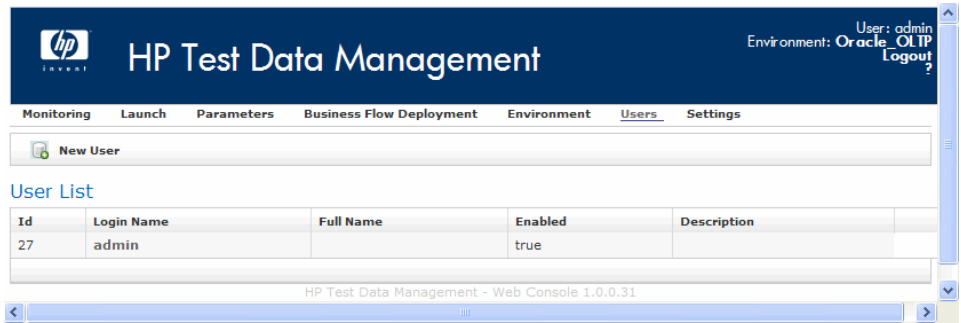 hp
invent
HP Test Data Management
User: admin
Environment: Oracle_OLTP
Logout
?
Monitoring Launch Parameters Business Flow Deployment Environment Users Settings
New User
User List
Id Login Name Full Name Enabled Description
27 admin true
HP Test Data Management - Web Console 1.0.0.31